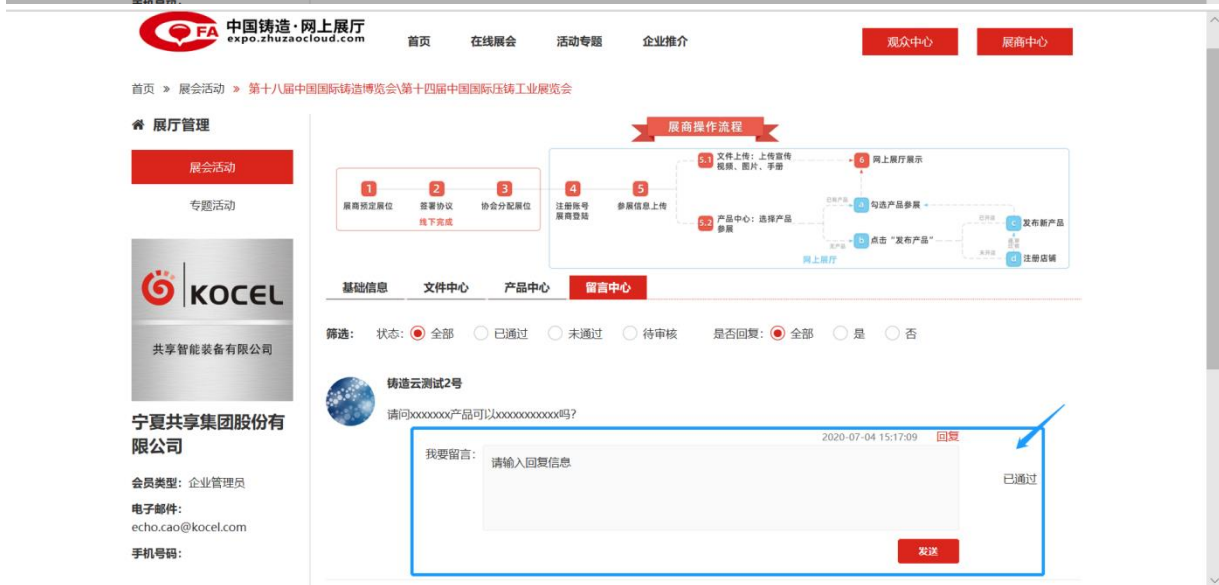 FA 中国铸造·网上展厅
expo.zhuzaocloud.com
首页 在线展会 活动专题 企业推介 观众中心 展商中心
首页 » 展会活动 » 第十八届中国国际铸造博览会\第十四届中国国际压铸工业展览会
展厅管理
展会活动
专题活动
展商操作流程
1 展商预定展位
2 签署协议
线下完成
3 协会分配展位
4 注册账号
展商登陆
5 参展信息上传
5.1 文件上传：上传宣传
视频、图片、手册
6 网上展厅展示
5.2 产品中心：选择产品
参展
已有产品
a 勾选产品参展
无产品
b 点击“发布产品”
c 发布新产品
d 注册店铺
网上展厅
基础信息 文件中心 产品中心 留言中心
筛选： 状态： 全部 已通过 未通过 待审核 是否回复： 全部 是 否
KOCEL
共享智能装备有限公司
铸造云测试2号
请问xxxxxxx产品可以xxxxxxxxxxx吗?
2020-07-04 15:17:09 回复
我要留言：
请输入回复信息
已通过
发送
宁夏共享集团股份有
限公司
会员类型：企业管理员
电子邮件：
echo.cao@kocel.com
手机号码：